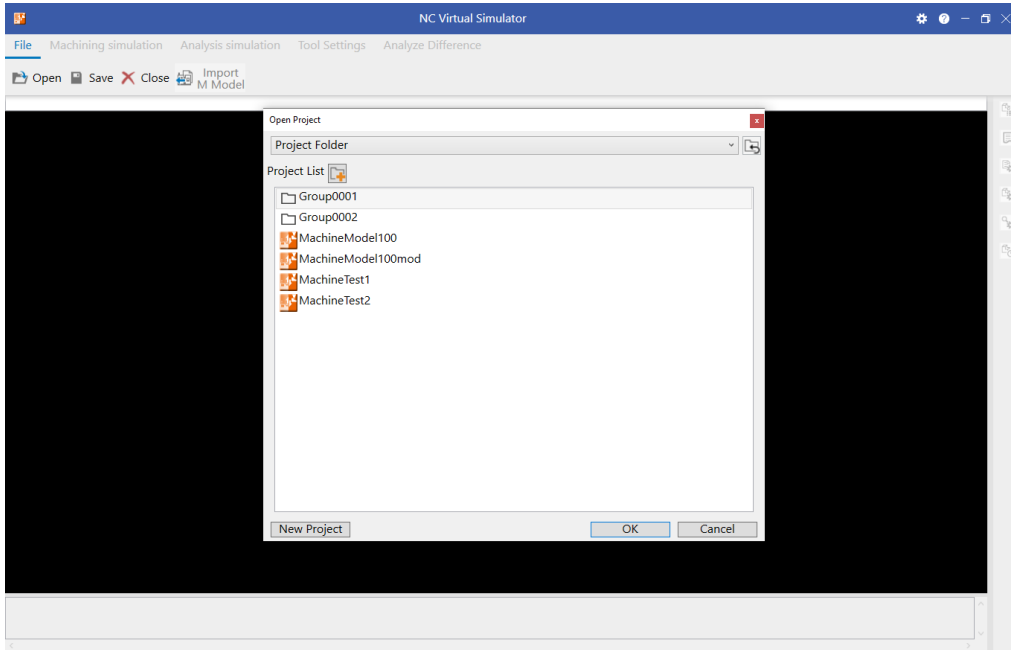 NC Virtual Simulator
File Machining simulation Analysis simulation Tool Settings Analyze Difference
Open Save Close Import
M Model
Open Project
Project Folder
Project List
Group0001
Group0002
MachineModel100
MachineModel100mod
MachineTest1
MachineTest2
New Project OK Cancel